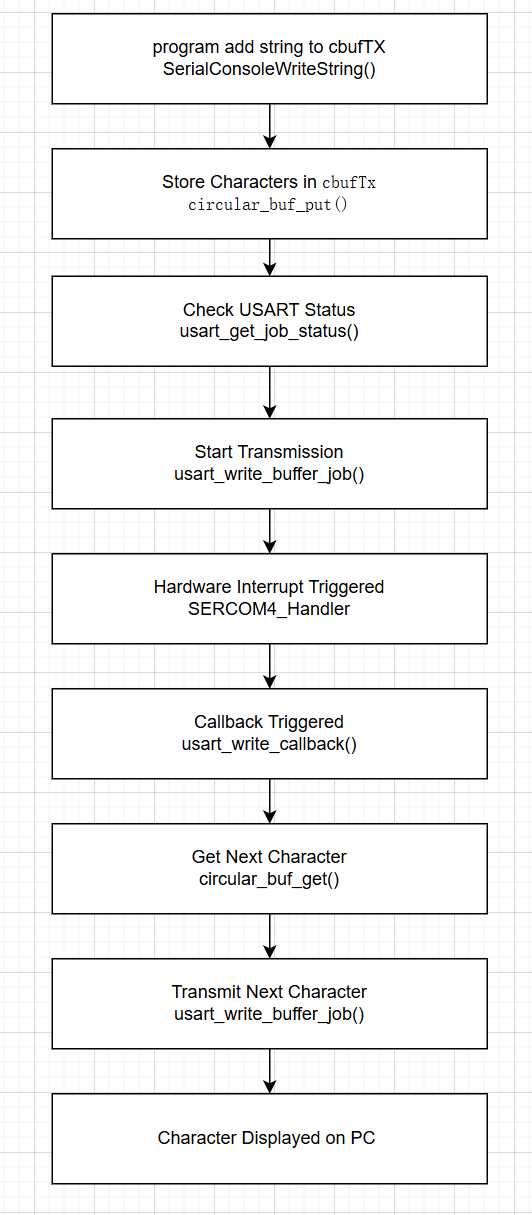 program add string to cbufTX
SerialConsoleWriteString()
Store Characters in cbufTx
circular_buf_put()
Check USART Status
usart_get_job_status()
Start Transmission
usart_write_buffer_job()
Hardware Interrupt Triggered
SERCOM4_Handler
Callback Triggered
usart_write_callback()
Get Next Character
circular_buf_get()
Transmit Next Character
usart_write_buffer_job()
Character Displayed on PC